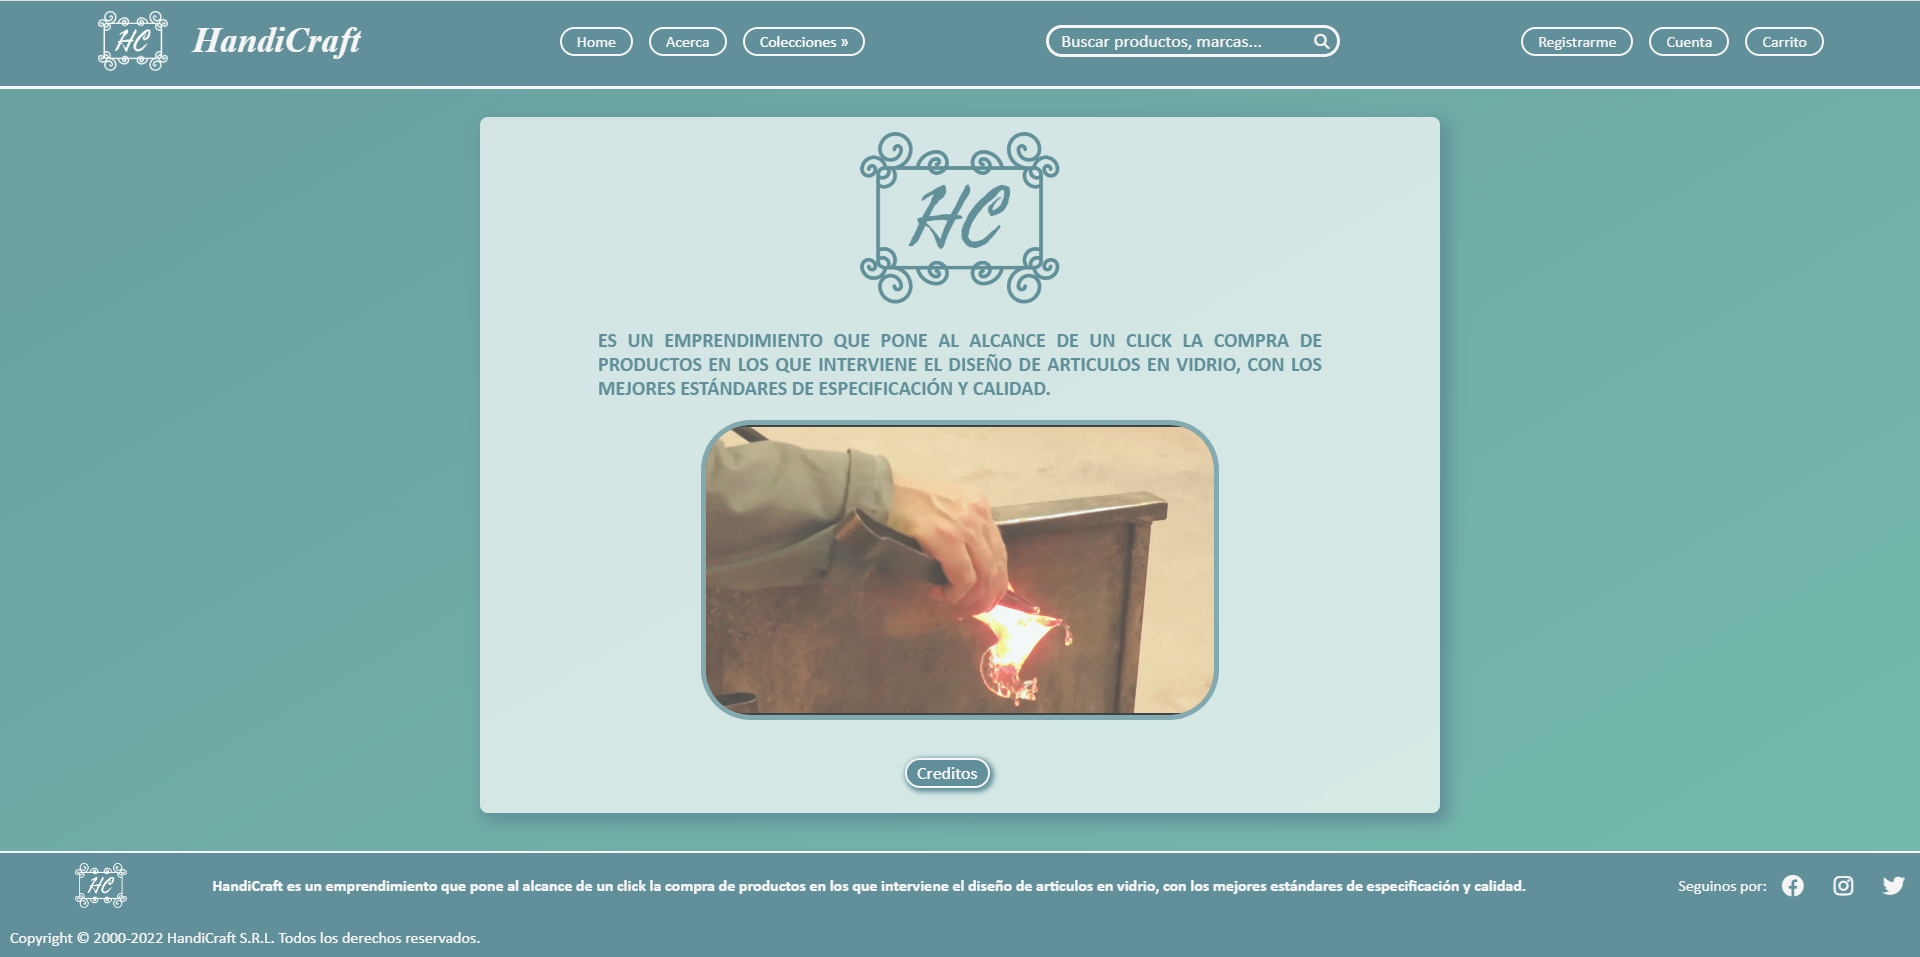 HC
HandiCraft
Home
Acerca
Colecciones »
Buscar productos, marcas...
Registrarme
Cuenta
Carrito
HC
ES UN EMPRENDIMIENTO QUE PONE AL ALCANCE DE UN CLICK LA COMPRA DE
PRODUCTOS EN LOS QUE INTERVIENE EL DISEÑO DE ARTICULOS EN VIDRIO, CON LOS
MEJORES ESTÁNDARES DE ESPECIFICACIÓN Y CALIDAD.
Creditos
HC
HandiCraft es un emprendimiento que pone al alcance de un click la compra de productos en los que interviene el diseño de articulos en vidrio, con los mejores estándares de especificación y calidad.
Seguinos por:
Copyright © 2000-2022 HandiCraft S.R.L. Todos los derechos reservados.